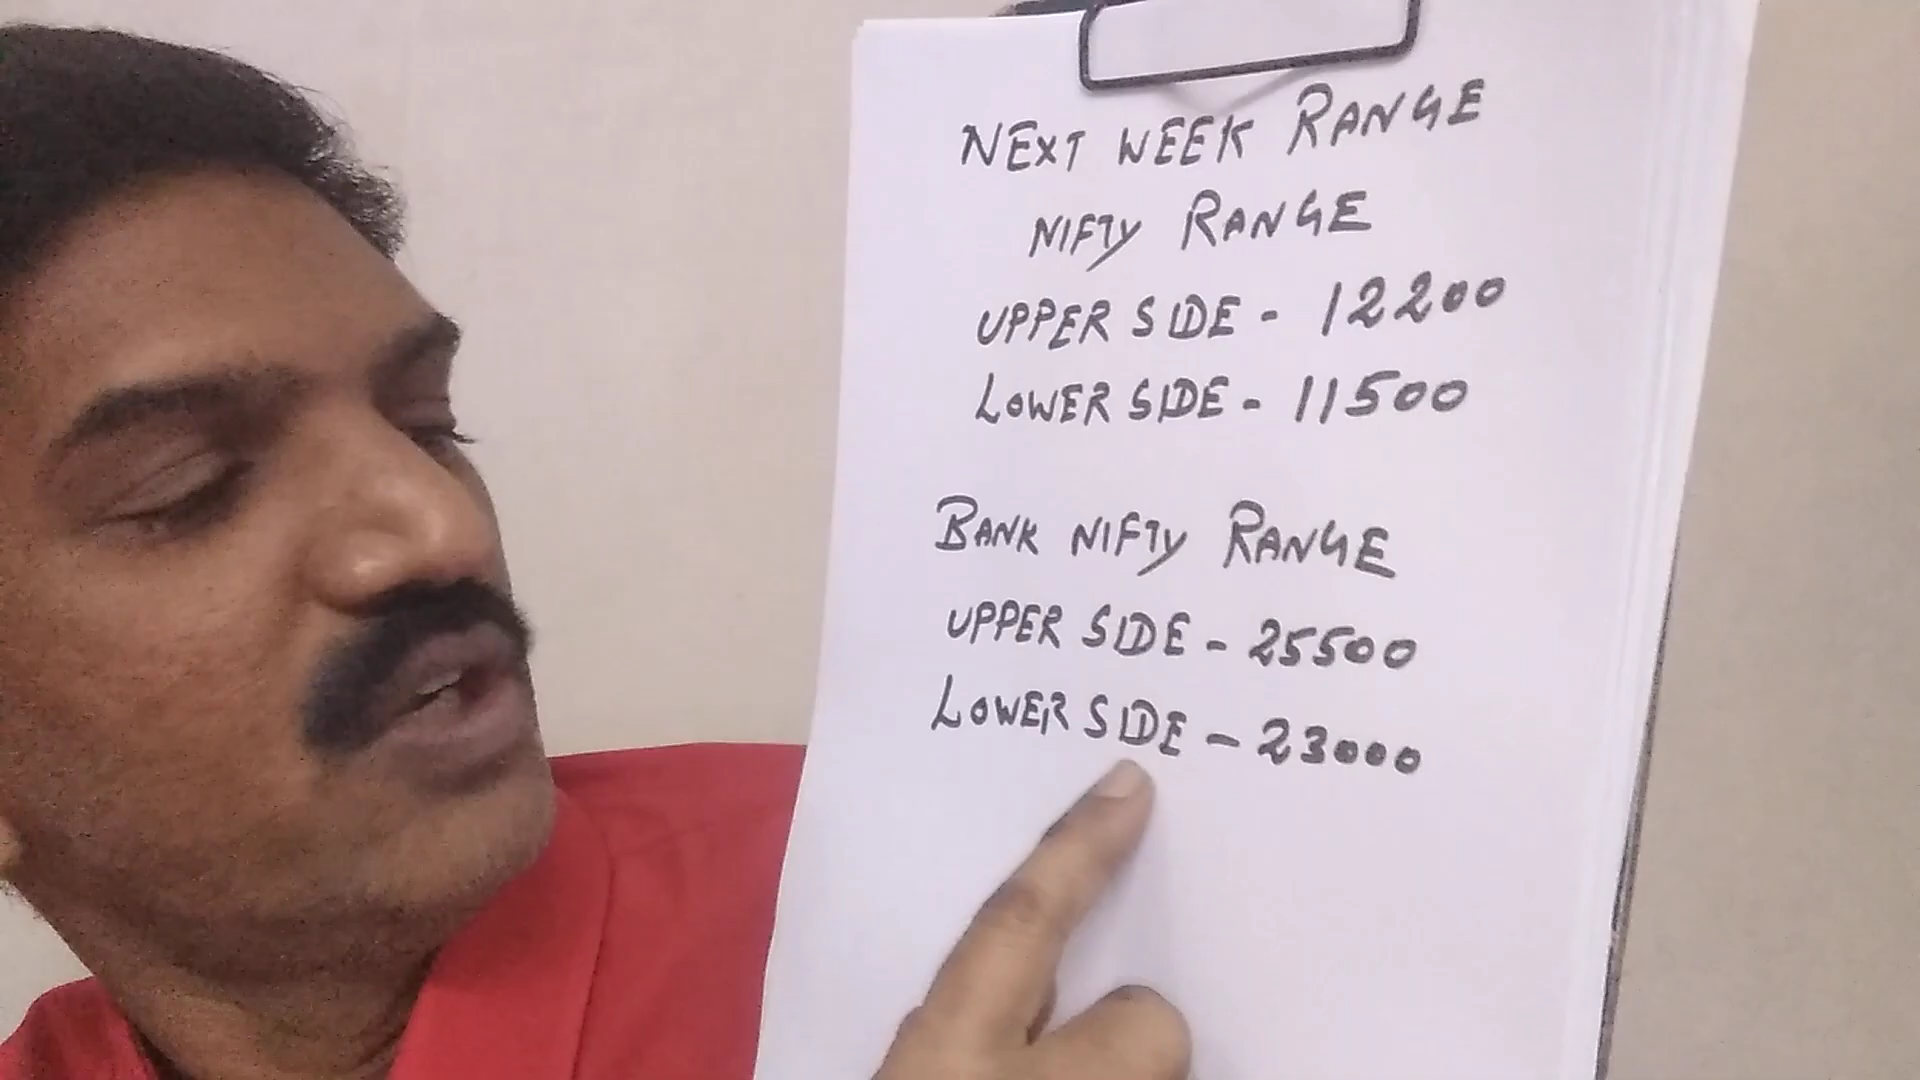 NEXT WEEK RANGE
NIFTY RANGE
UPPER SIDE - 12200
LOWER SIDE - 11500
BANK NIFTY RANGE
UPPER SIDE - 25500
LOWER SIDE - 23000